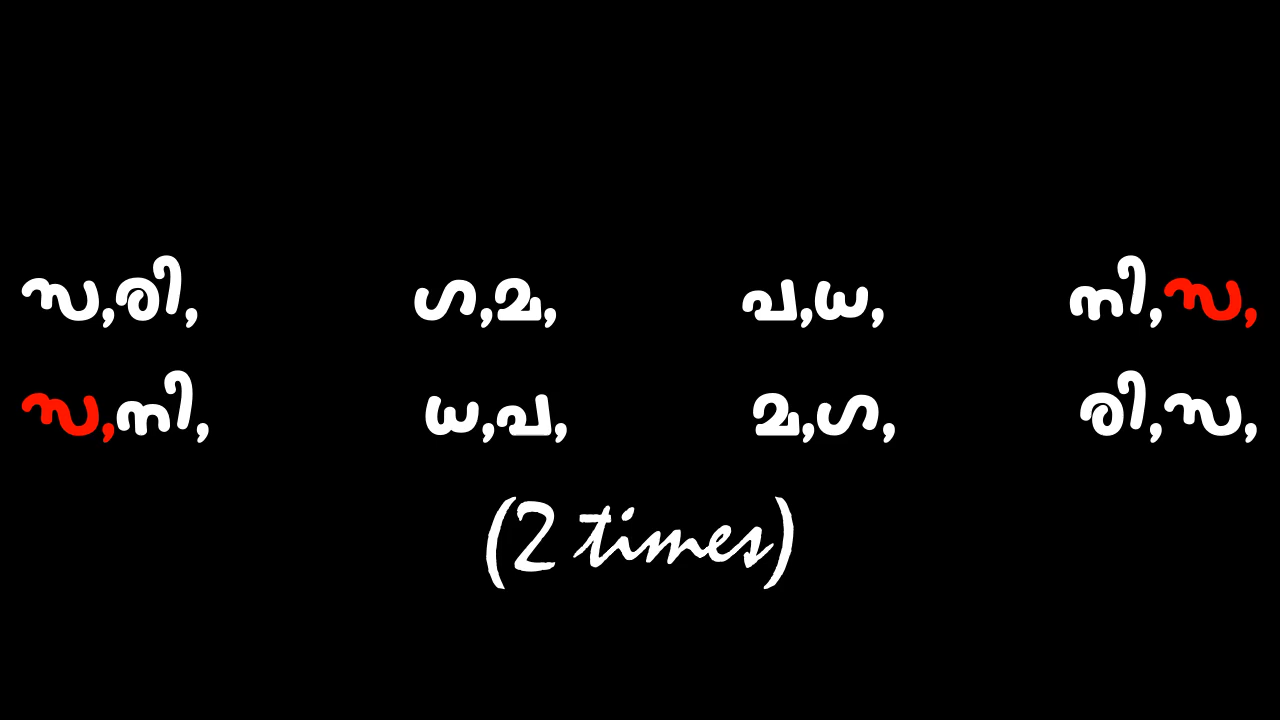 സ,രി, ഗ,മ, പ,ധ, നി,സ,
സ,നി, ധ,പ, മ,ഗ, രി,സ,
(2 times)